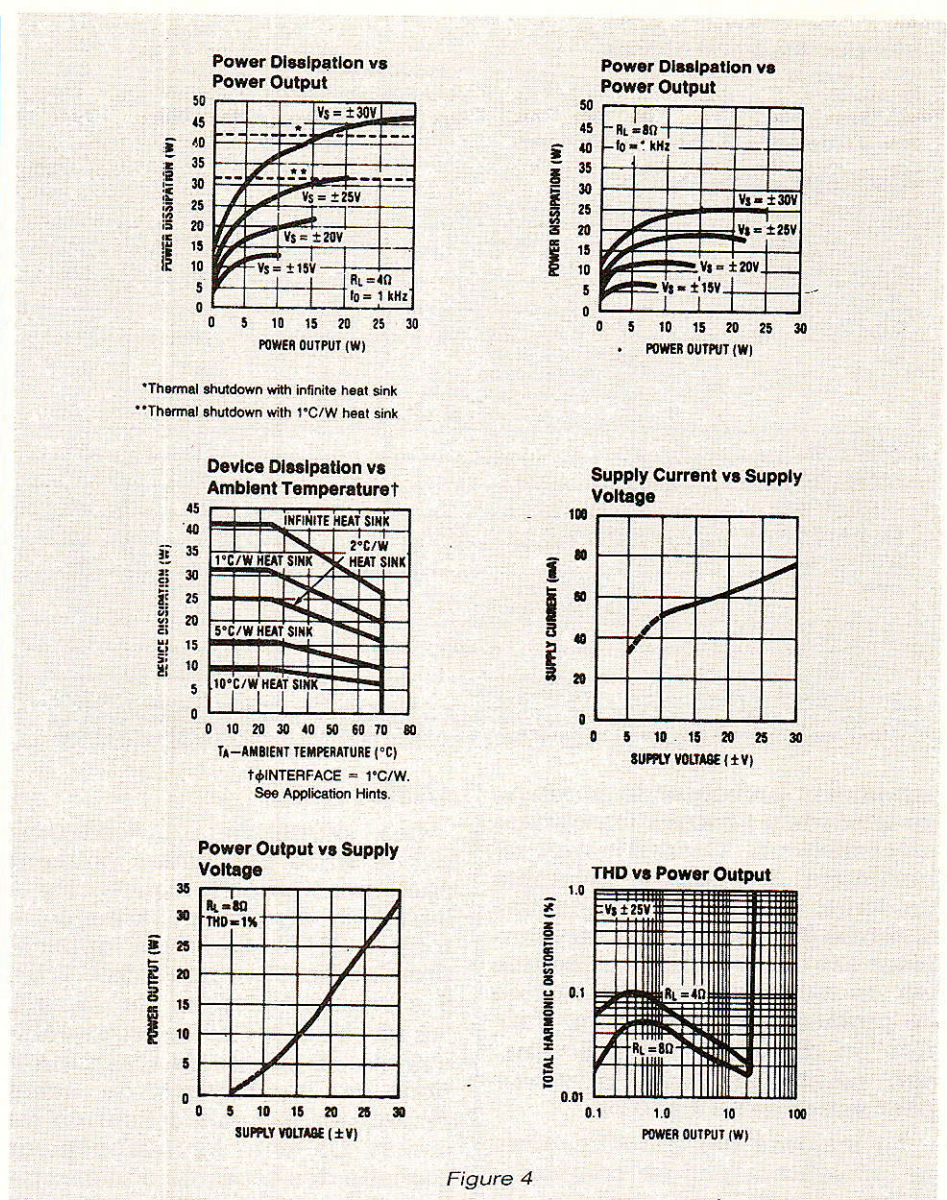 Power Dissipation vs
Power Output
50
45
40
35
30
25
20
15
10
5
0
POWER DISSIPATION (W)
VS = ±30V
*
**
VS = ±25V
VS = ±20V
VS = ±15V
RL = 4Ω
fO = 1 kHz
0 5 10 15 20 25 30
POWER OUTPUT (W)
*Thermal shutdown with infinite heat sink
**Thermal shutdown with 1°C/W heat sink
Power Dissipation vs
Power Output
50
45
40
35
30
25
20
15
10
5
0
POWER DISSIPATION (W)
RL = 8Ω
fO = 1 kHz
VS = ±30V
VS = ±25V
VS = ±20V
VS = ±15V
0 5 10 15 20 25 30
POWER OUTPUT (W)
Device Dissipation vs
Ambient Temperature†
45
40
35
30
25
20
15
10
5
0
DEVICE DISSIPATION (W)
INFINITE HEAT SINK
2°C/W
HEAT SINK
1°C/W HEAT SINK
5°C/W HEAT SINK
10°C/W HEAT SINK
0 10 20 30 40 50 60 70 80
TA—AMBIENT TEMPERATURE (°C)
†ϕINTERFACE = 1°C/W.
See Application Hints.
Supply Current vs Supply
Voltage
100
80
60
40
20
0
SUPPLY CURRENT (mA)
0 5 10 15 20 25 30
SUPPLY VOLTAGE (±V)
Power Output vs Supply
Voltage
35
30
25
20
15
10
5
0
POWER OUTPUT (W)
RL = 8Ω
THD = 1%
0 5 10 15 20 25 30
SUPPLY VOLTAGE (±V)
THD vs Power Output
1.0
0.1
0.01
TOTAL HARMONIC DISTORTION (%)
VS ± 25V
RL = 4Ω
RL = 8Ω
0.1 1.0 10 100
POWER OUTPUT (W)
Figure 4